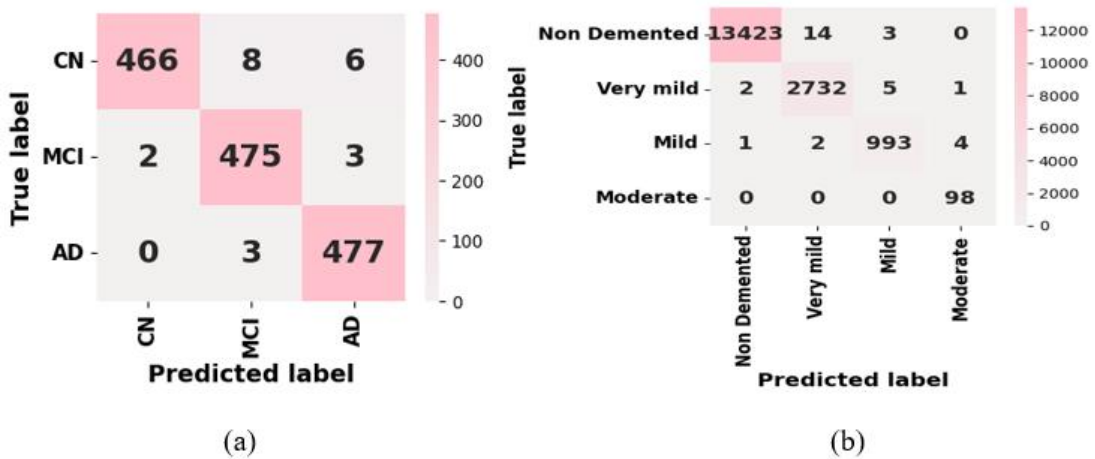 True label
CN
466 8 6
MCI
2 475 3
AD
0 3 477
CN MCI AD
Predicted label
400
300
200
100
0
(a)
True label
Non Demented
13423 14 3 0
Very mild
2 2732 5 1
Mild
1 2 993 4
Moderate
0 0 0 98
Non Demented Very mild Mild Moderate
Predicted label
12000
10000
8000
6000
4000
2000
0
(b)